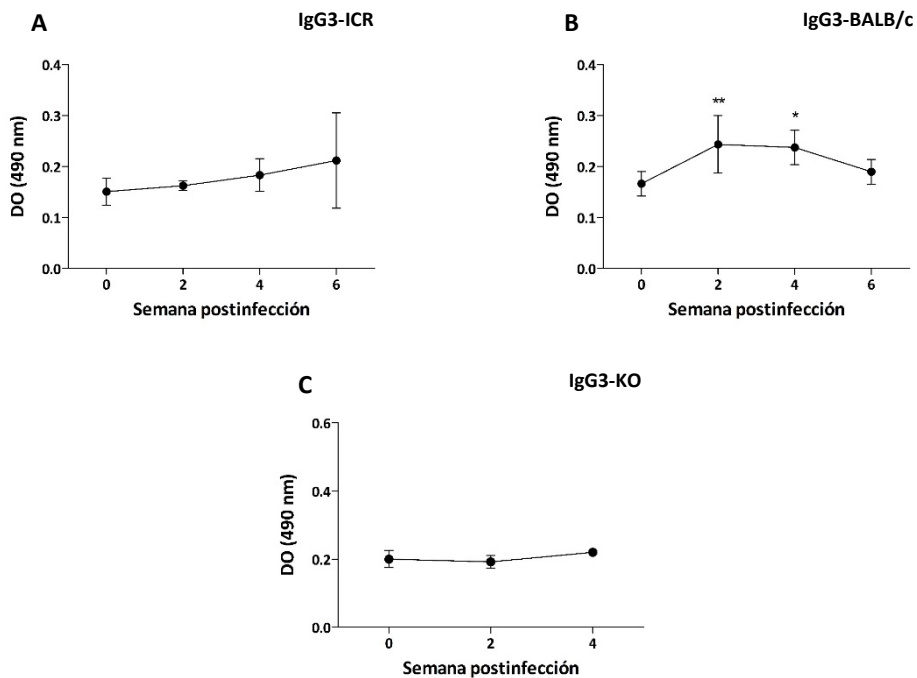 A
IgG3-ICR
0.4
0.3
0.2
0.1
0.0
DO (490 nm)
0 2 4 6
Semana postinfección
B
IgG3-BALB/c
0.4
0.3
0.2
0.1
0.0
DO (490 nm)
** *
0 2 4 6
Semana postinfección
C
IgG3-KO
0.6
0.4
0.2
0.0
DO (490 nm)
0 2 4
Semana postinfección